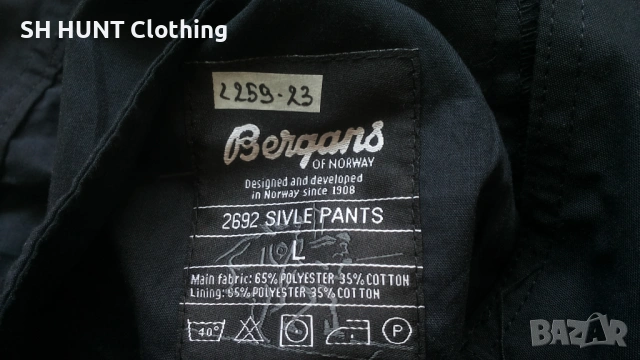 SH HUNT Clothing
2259-23
Bergans
OF NORWAY
Designed and developed
in Norway since 1908
2692 SIVLE PANTS
L
Main fabric: 65% POLYESTER 35% COTTON
Lining: 65% POLYESTER 35% COTTON
40°
P
BAZAR